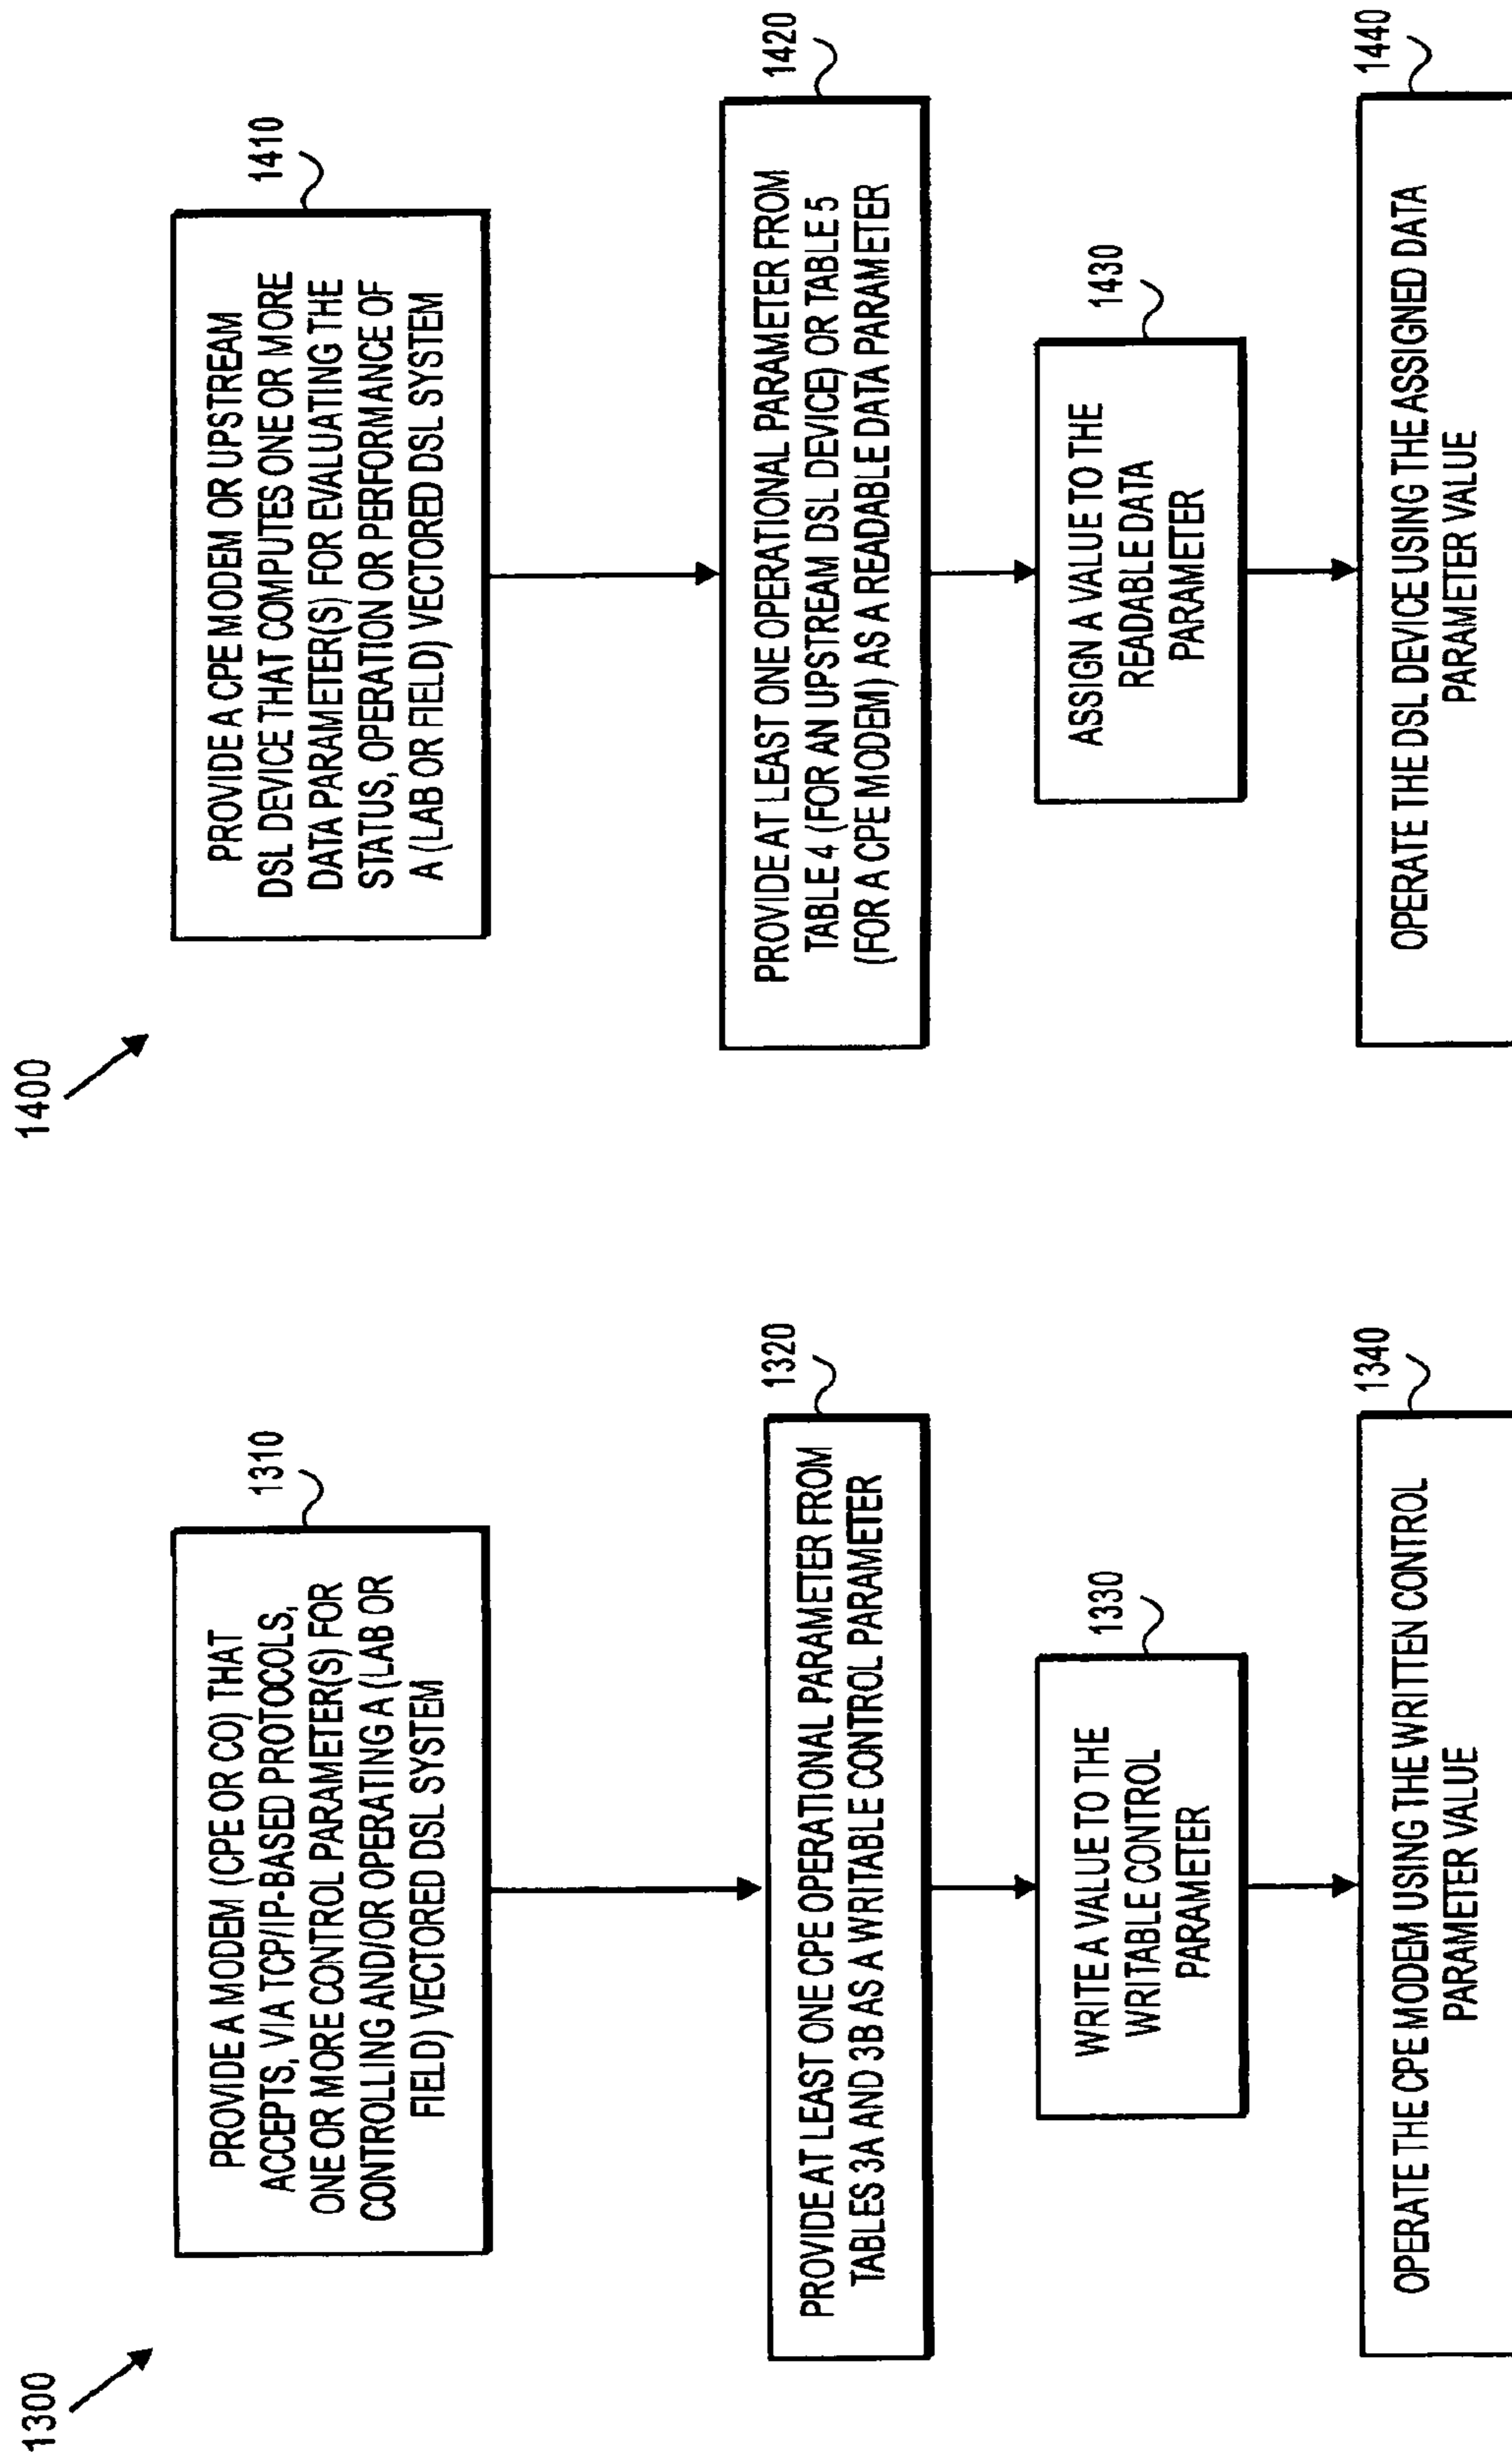 1300
1310
PROVIDE A MODEM (CPE OR CO) THAT
ACCEPTS, VIA TCP/IP-BASED PROTOCOLS,
ONE OR MORE CONTROL PARAMETER(S) FOR
CONTROLLING AND/OR OPERATING A (LAB OR
FIELD) VECTORED DSL SYSTEM
1320
PROVIDE AT LEAST ONE CPE OPERATIONAL PARAMETER FROM
TABLES 3A AND 3B AS A WRITABLE CONTROL PARAMETER
1330
WRITE A VALUE TO THE
WRITABLE CONTROL
PARAMETER
1340
OPERATE THE CPE MODEM USING THE WRITTEN CONTROL
PARAMETER VALUE
1400
1410
PROVIDE A CPE MODEM OR UPSTREAM
DSL DEVICE THAT COMPUTES ONE OR MORE
DATA PARAMETER(S) FOR EVALUATING THE
STATUS, OPERATION OR PERFORMANCE OF
A (LAB OR FIELD) VECTORED DSL SYSTEM
1420
PROVIDE AT LEAST ONE OPERATIONAL PARAMETER FROM
TABLE 4 (FOR AN UPSTREAM DSL DEVICE) OR TABLE 5
(FOR A CPE MODEM) AS A READABLE DATA PARAMETER
1430
ASSIGN A VALUE TO THE
READABLE DATA
PARAMETER
1440
OPERATE THE DSL DEVICE USING THE ASSIGNED DATA
PARAMETER VALUE